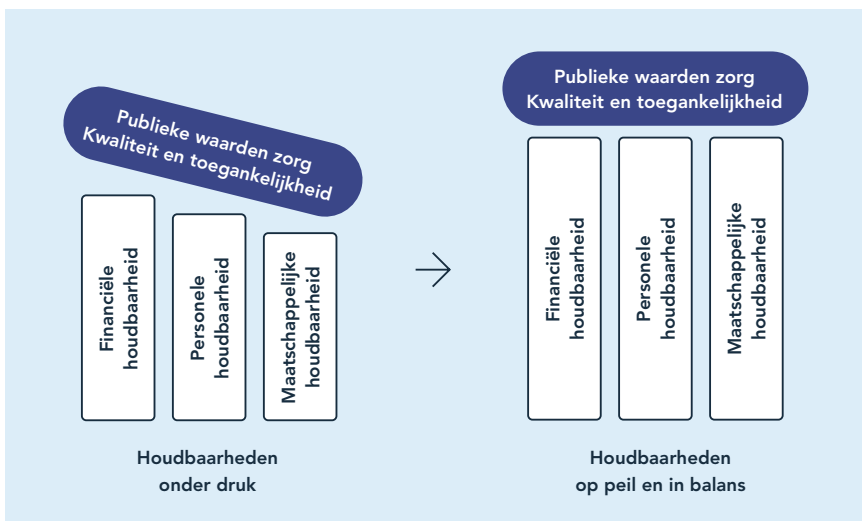 Publieke waarden zorg
Kwaliteit en toegankelijkheid
Financiële
houdbaarheid
Personele
houdbaarheid
Maatschappelijke
houdbaarheid
Houdbaarheden
onder druk
Publieke waarden zorg
Kwaliteit en toegankelijkheid
Financiële
houdbaarheid
Personele
houdbaarheid
Maatschappelijke
houdbaarheid
Houdbaarheden
op peil en in balans